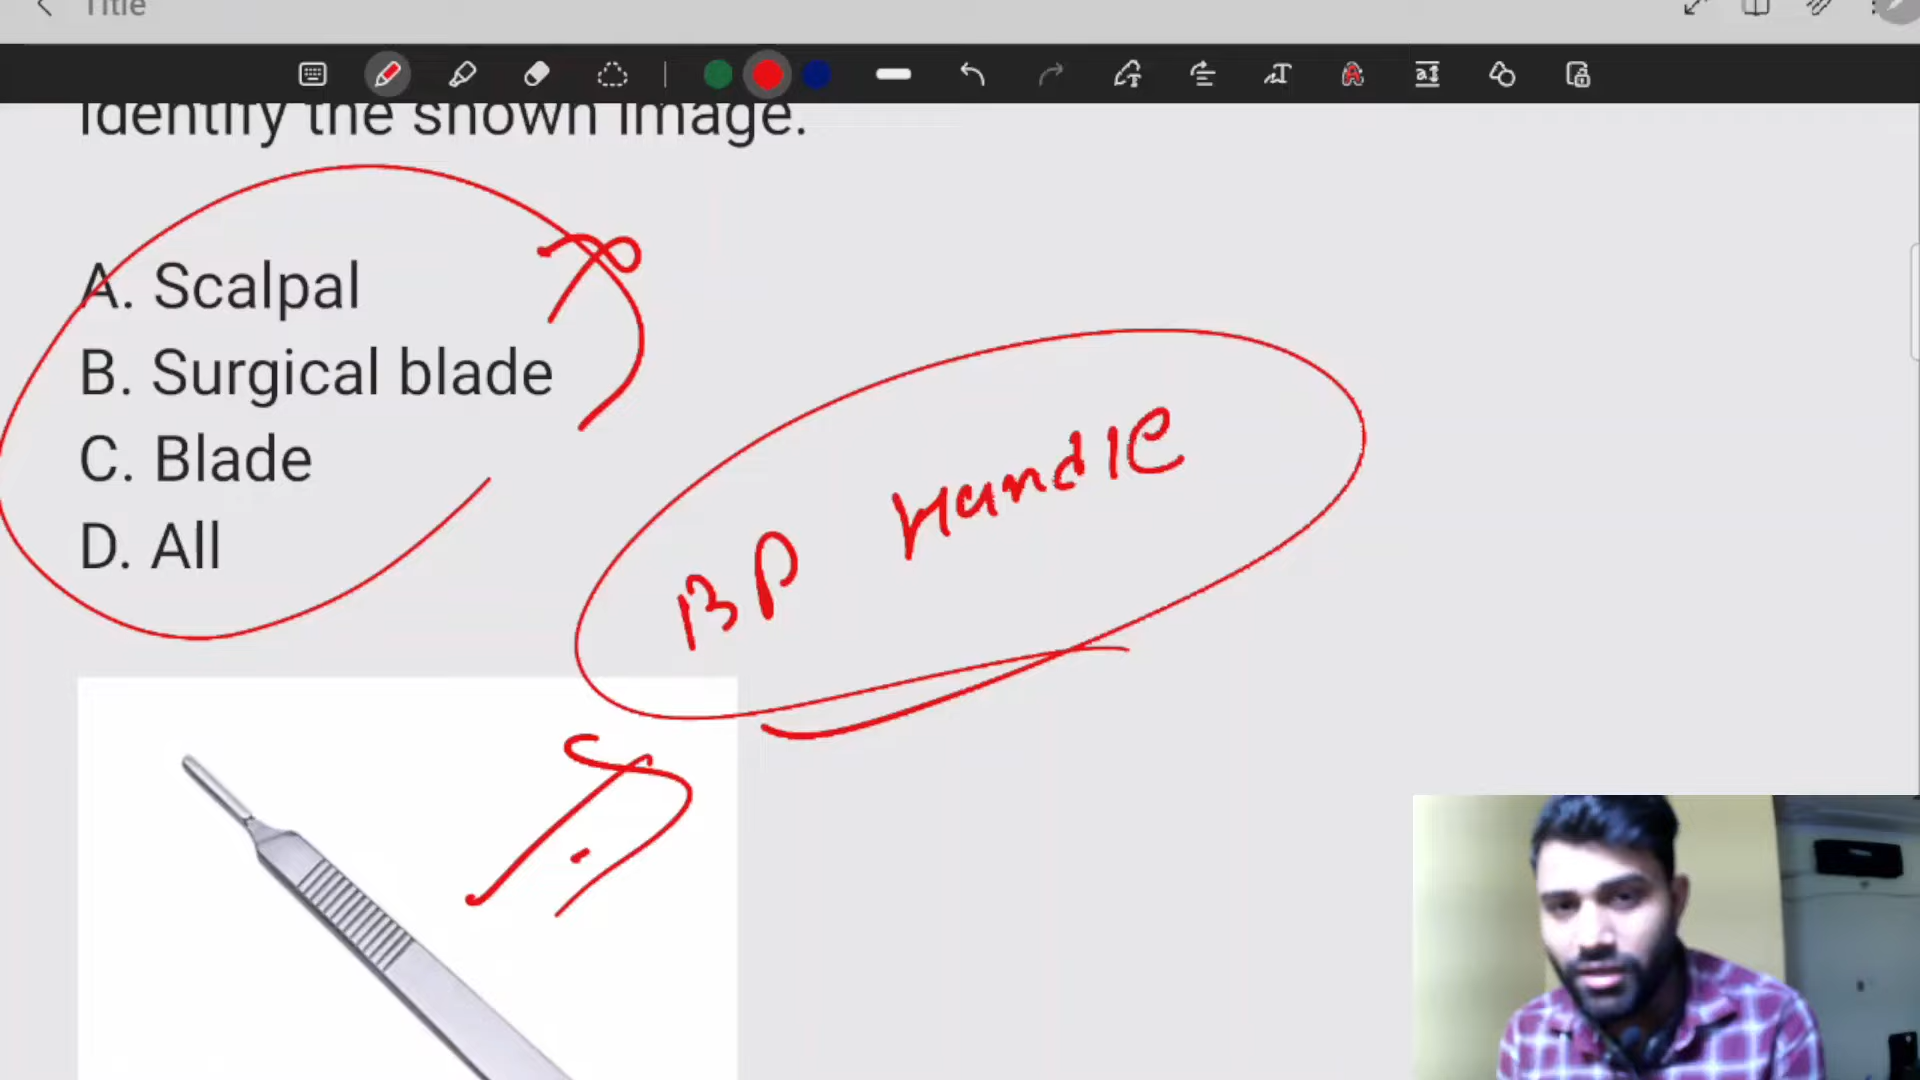 Title
Identify the shown image.
A. Scalpal
B. Surgical blade
C. Blade
D. All
BP Handle